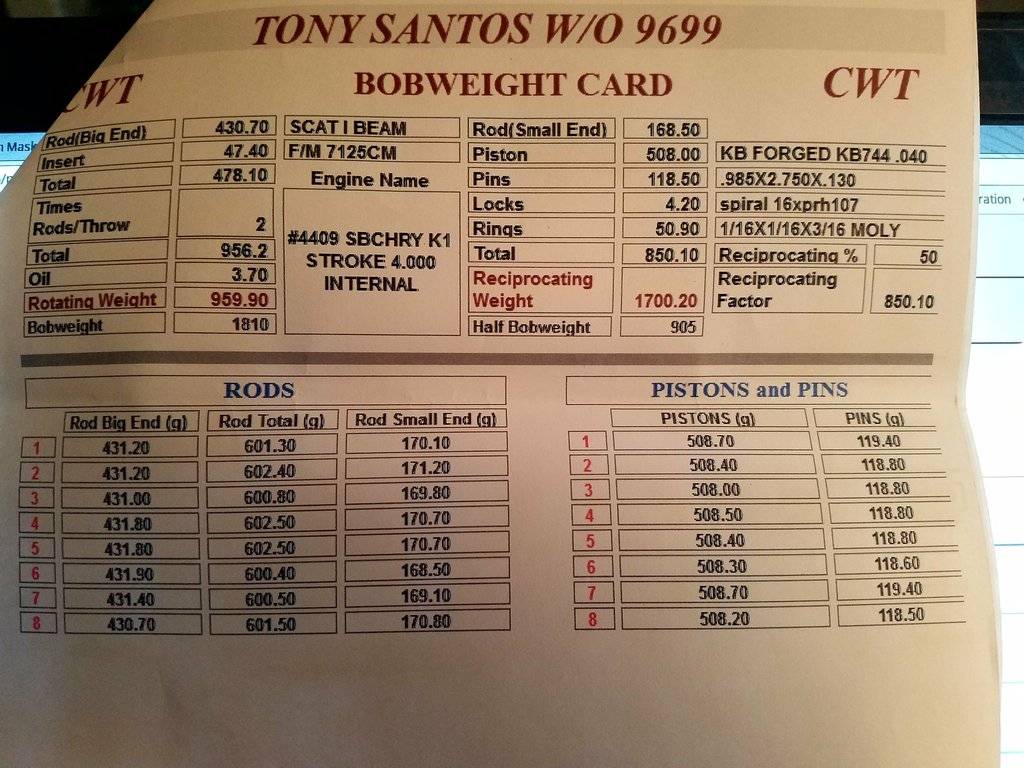 TONY SANTOS W/O 9699
CWT BOBWEIGHT CARD CWT
Rod(Big End) 430.70 SCAT I BEAM Rod(Small End) 168.50
Insert 47.40 F/M 7125CM Piston 508.00 KB FORGED KB744 .040
Total 478.10 Engine Name Pins 118.50 .985X2.750X.130
Times Rods/Throw 2 Locks 4.20 spiral 16xprh107
#4409 SBCHRY K1 STROKE 4.000 INTERNAL Rings 50.90 1/16X1/16X3/16 MOLY
Total 956.2 Total 850.10 Reciprocating % 50
Oil 3.70
Rotating Weight 959.90 Reciprocating Weight 1700.20 Reciprocating Factor 850.10
Bobweight 1810 Half Bobweight 905
RODS PISTONS and PINS
Rod Big End (g) Rod Total (g) Rod Small End (g) PISTONS (g) PINS (g)
1 431.20 601.30 170.10 1 508.70 119.40
2 431.20 602.40 171.20 2 508.40 118.80
3 431.00 600.80 169.80 3 508.00 118.80
4 431.80 602.50 170.70 4 508.50 118.80
5 431.80 602.50 170.70 5 508.40 118.80
6 431.90 600.40 168.50 6 508.30 118.60
7 431.40 600.50 169.10 7 508.70 119.40
8 430.70 601.50 170.80 8 508.20 118.50
Mask
ration